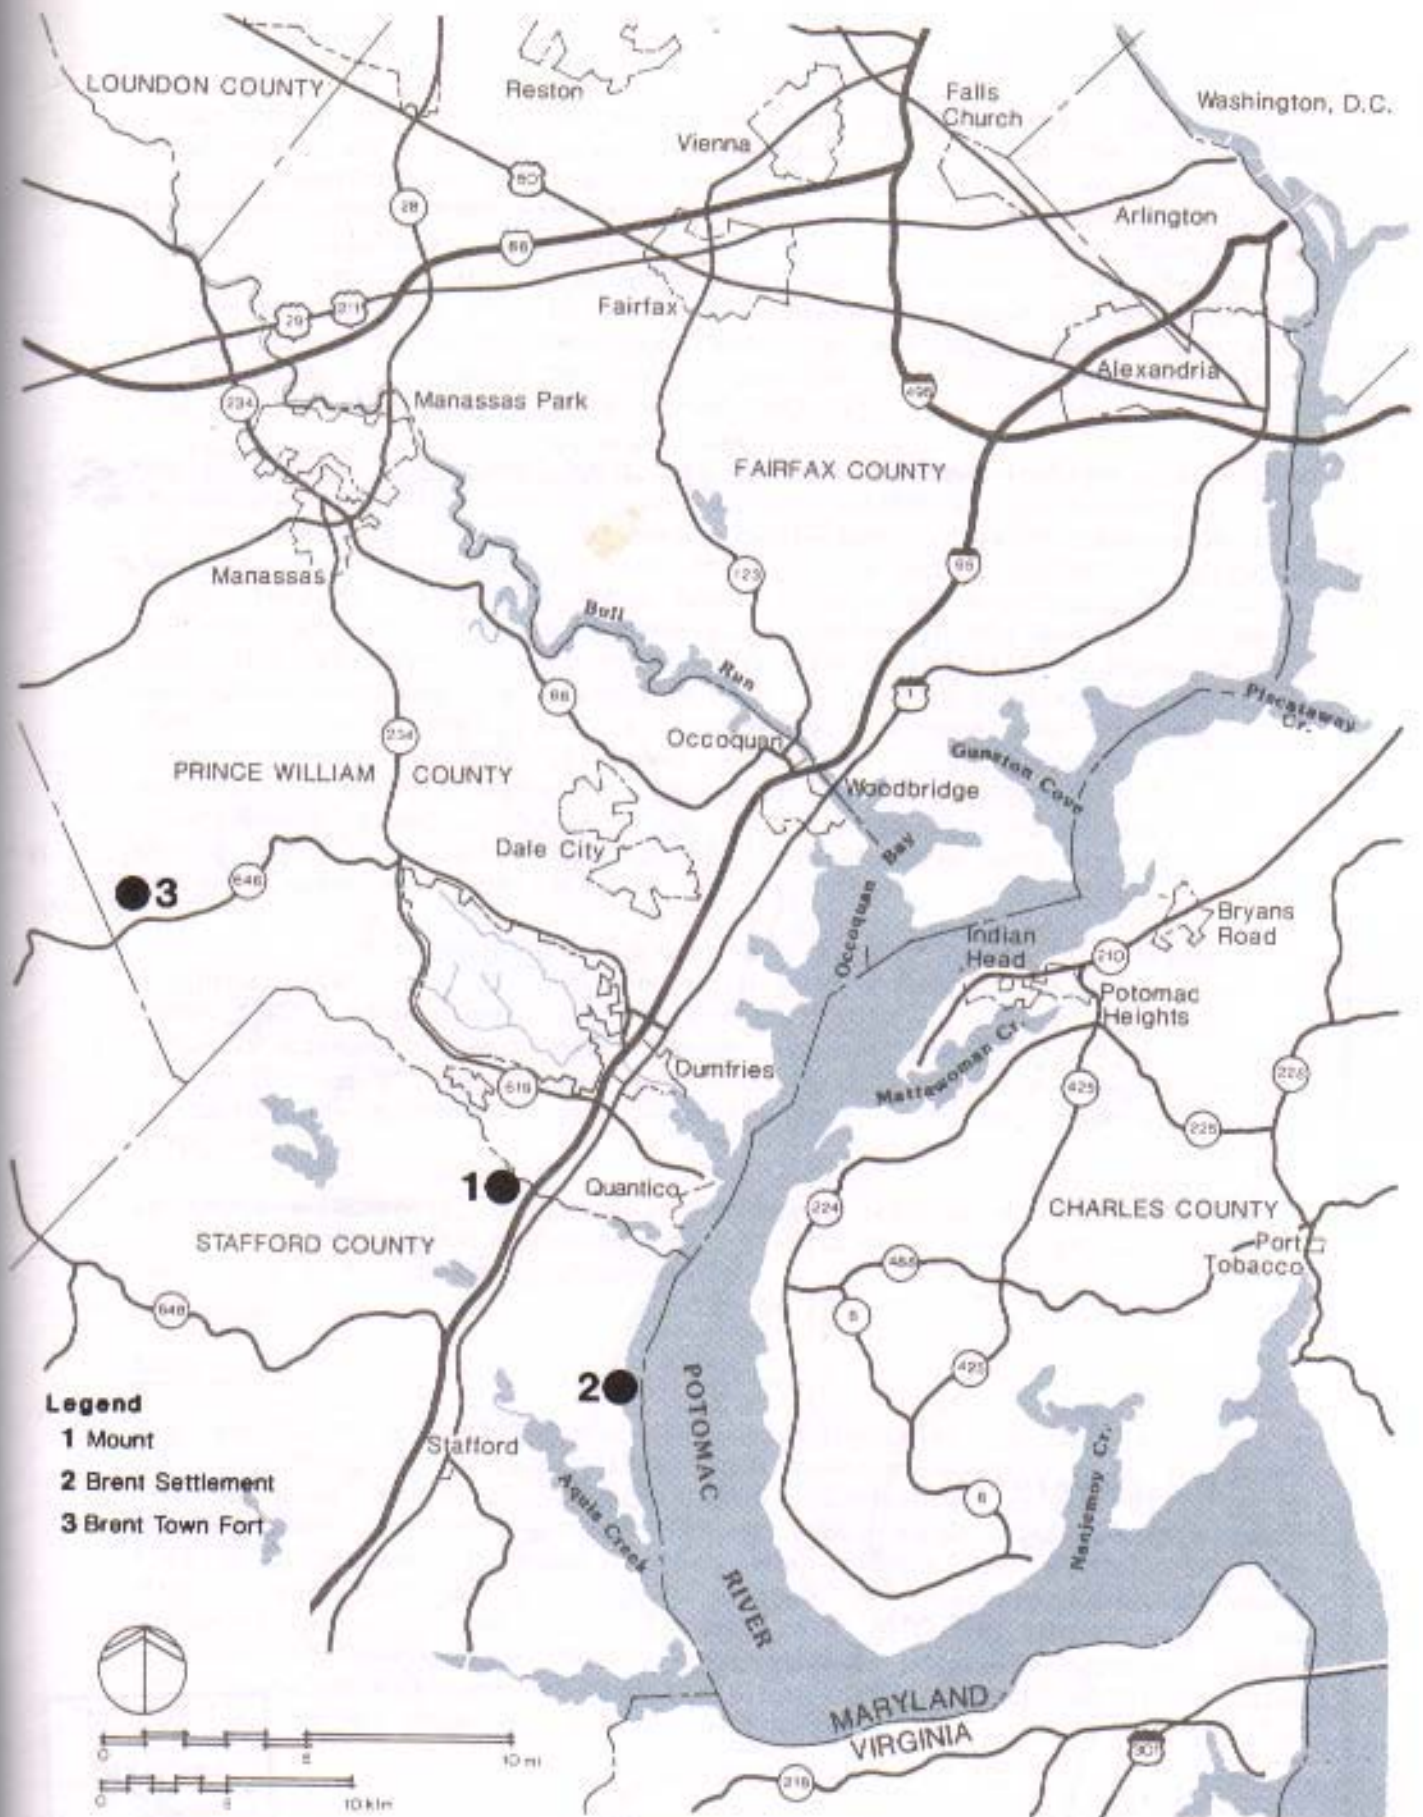 LOUNDON COUNTY
Reston
Vienna
Falls
Church
Washington, D.C.
50
28
66
Arlington
29
211
Fairfax
234
Manassas Park
495
Alexandria
FAIRFAX COUNTY
Manassas
123
95
Bull
Run
96
1
Piscataway
Cr.
234
Occoquan
Gunston Cove
PRINCE WILLIAM COUNTY
Woodbridge
Dale City
Occoquan Bay
3
646
Bryans
Road
Indian
Head
210
Potomac
Heights
Mattawoman Cr.
Dumfries
619
425
228
225
1
Quantico
224
CHARLES COUNTY
STAFFORD COUNTY
Port
Tobacco
488
648
6
425
2
POTOMAC
RIVER
Legend
1 Mount
2 Brent Settlement
3 Brent Town Fort
Stafford
Aquia Creek
6
Nanjemoy Cr.
MARYLAND
VIRGINIA
301
218
0 5 10 mi
0 5 10 klm